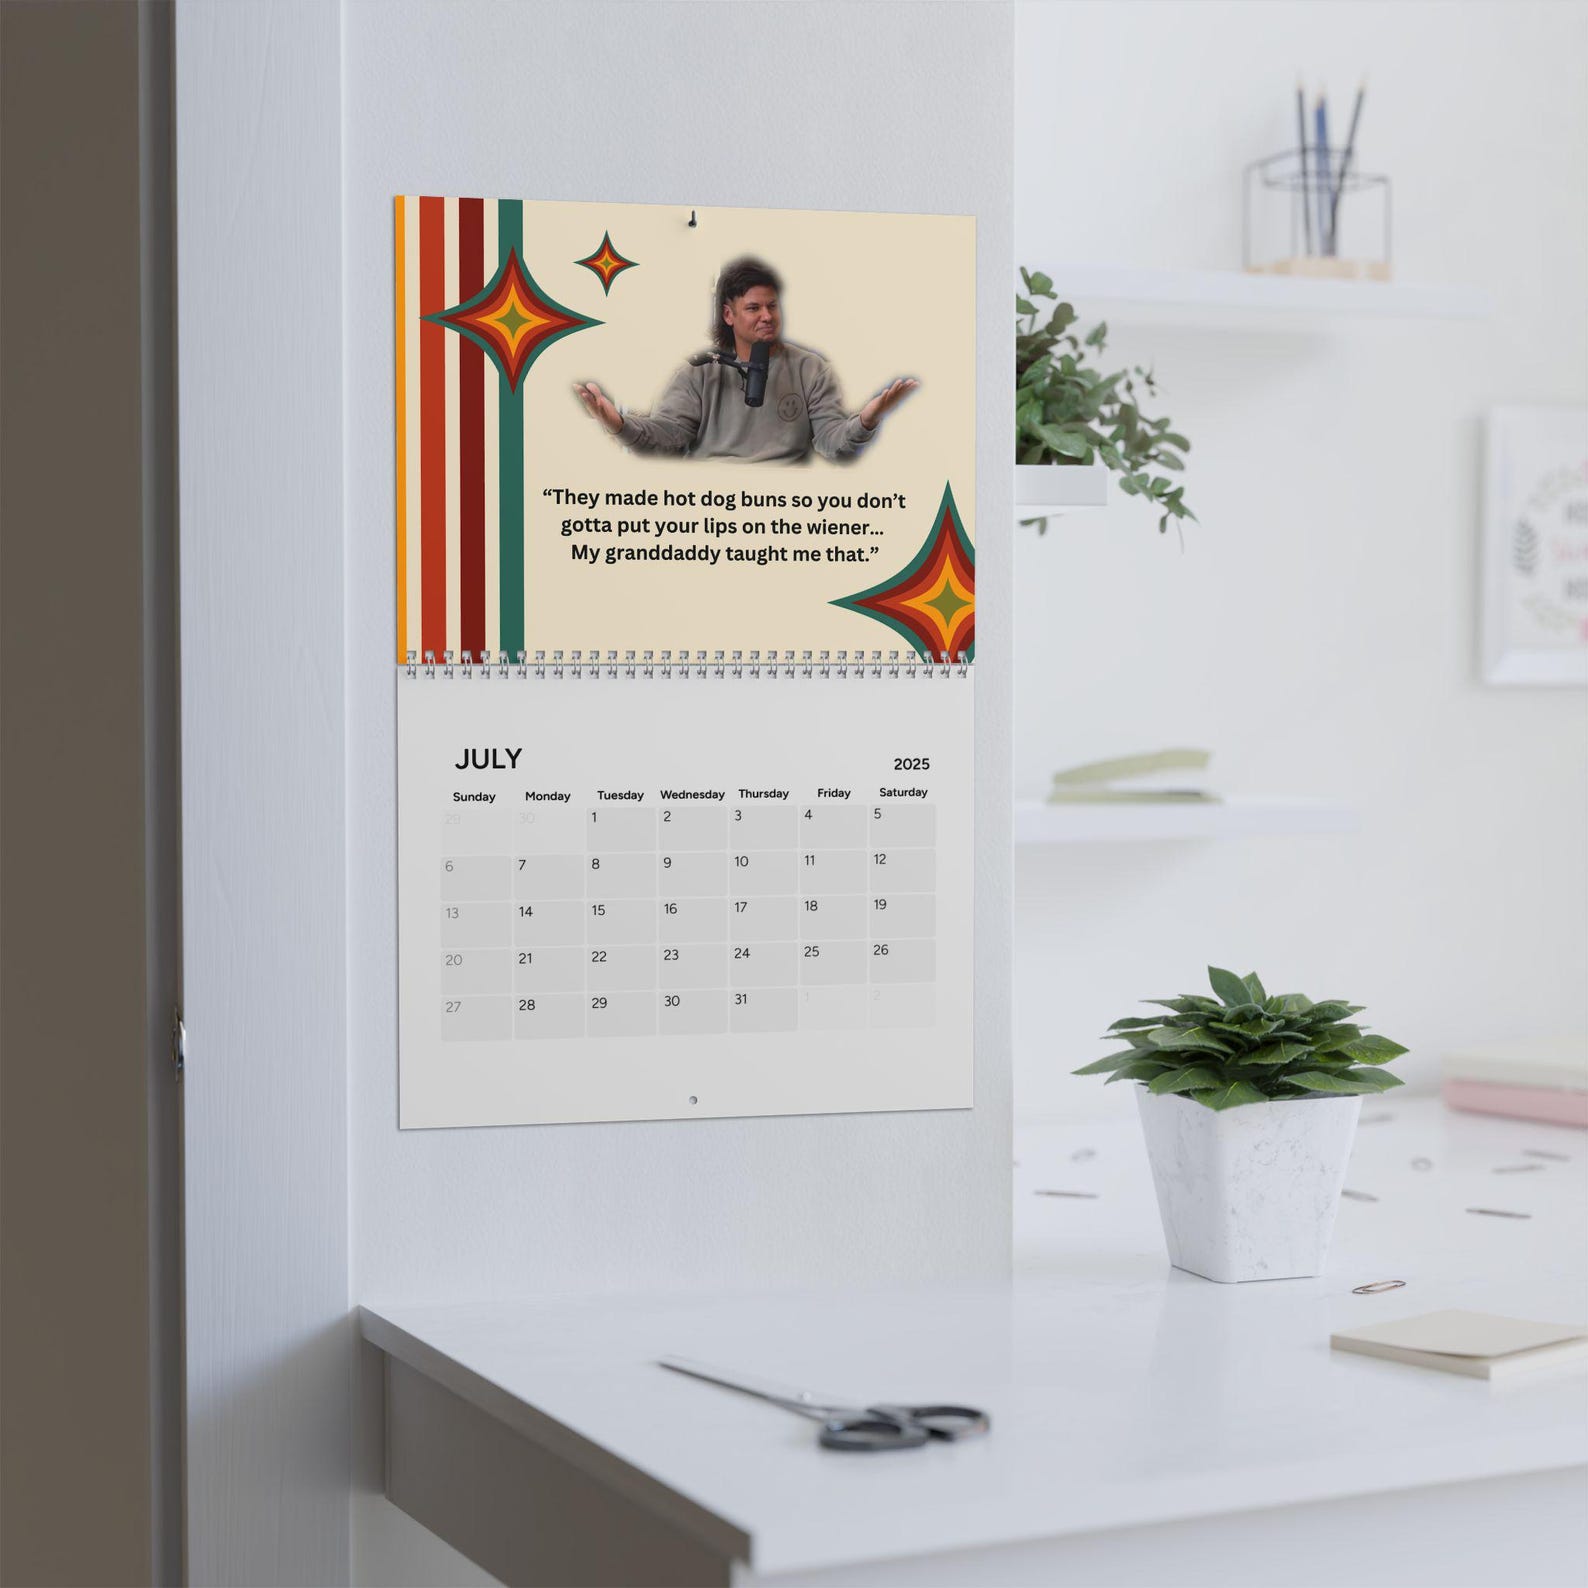 “They made hot dog buns so you don’t
gotta put your lips on the wiener...
My granddaddy taught me that.”
JULY
2025
Sunday Monday Tuesday Wednesday Thursday Friday Saturday
29 30 1 2 3 4 5
6 7 8 9 10 11 12
13 14 15 16 17 18 19
20 21 22 23 24 25 26
27 28 29 30 31 1 2